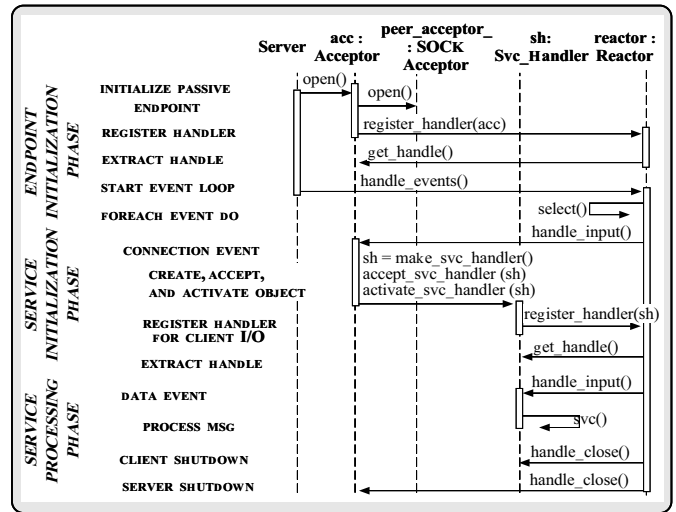 Server
acc :
Acceptor
peer_acceptor_
: SOCK
Acceptor
sh:
Svc_Handler
reactor :
Reactor
ENDPOINT
INITIALIZATION
PHASE
INITIALIZE PASSIVE
ENDPOINT
open()
open()
REGISTER HANDLER
register_handler(acc)
EXTRACT HANDLE
get_handle()
START EVENT LOOP
handle_events()
FOREACH EVENT DO
select()
SERVICE
INITIALIZATION
PHASE
handle_input()
CONNECTION EVENT
CREATE, ACCEPT,
AND ACTIVATE OBJECT
sh = make_svc_handler()
accept_svc_handler (sh)
activate_svc_handler (sh)
REGISTER HANDLER
FOR CLIENT I/O
register_handler(sh)
EXTRACT HANDLE
get_handle()
SERVICE
PROCESSING
PHASE
DATA EVENT
handle_input()
PROCESS MSG
svc()
CLIENT SHUTDOWN
handle_close()
SERVER SHUTDOWN
handle_close()